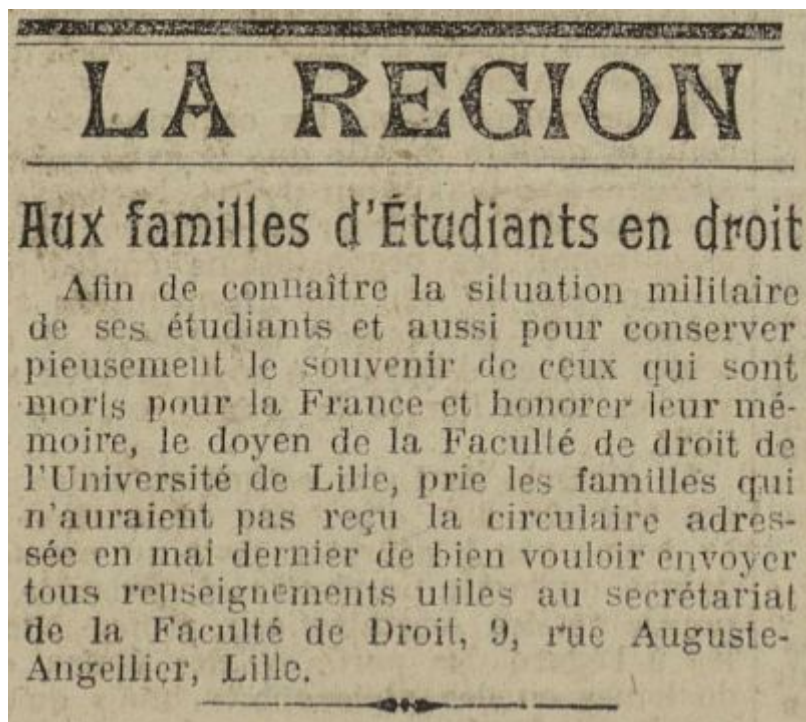 LA REGION
Aux familles d'Étudiants en droit
Afin de connaître la situation militaire
de ses étudiants et aussi pour conserver
pieusement le souvenir de ceux qui sont
morts pour la France et honorer leur mé-
moire, le doyen de la Faculté de droit de
l'Université de Lille, prie les familles qui
n'auraient pas reçu la circulaire adres-
sée en mai dernier de bien vouloir envoyer
tous renseignements utiles au secrétariat
de la Faculté de Droit, 9, rue Auguste-
Angellier, Lille.